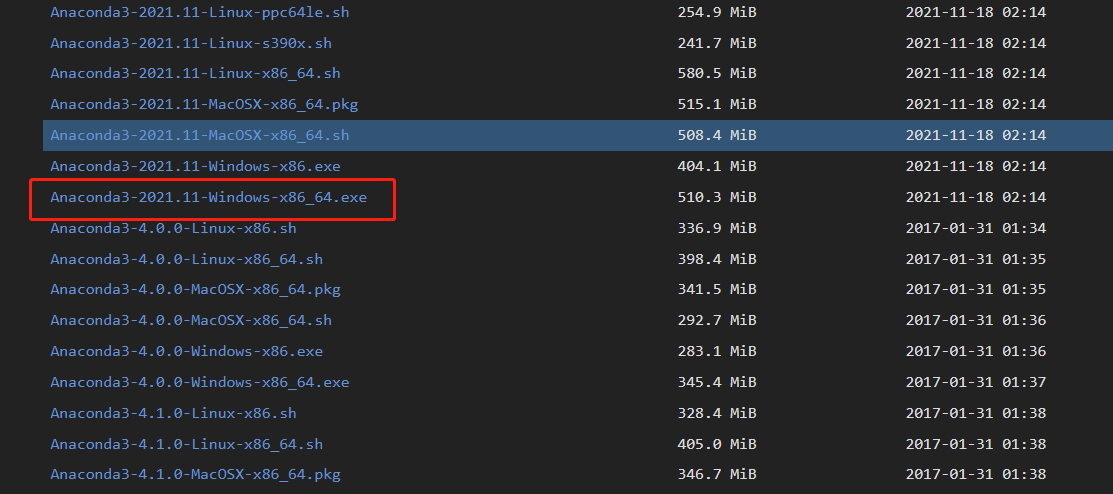 Anaconda3-2021.11-Linux-ppc64le.sh 254.9 MiB 2021-11-18 02:14
Anaconda3-2021.11-Linux-s390x.sh 241.7 MiB 2021-11-18 02:14
Anaconda3-2021.11-Linux-x86_64.sh 580.5 MiB 2021-11-18 02:14
Anaconda3-2021.11-MacOSX-x86_64.pkg 515.1 MiB 2021-11-18 02:14
Anaconda3-2021.11-MacOSX-x86_64.sh 508.4 MiB 2021-11-18 02:14
Anaconda3-2021.11-Windows-x86.exe 404.1 MiB 2021-11-18 02:14
Anaconda3-2021.11-Windows-x86_64.exe 510.3 MiB 2021-11-18 02:14
Anaconda3-4.0.0-Linux-x86.sh 336.9 MiB 2017-01-31 01:34
Anaconda3-4.0.0-Linux-x86_64.sh 398.4 MiB 2017-01-31 01:35
Anaconda3-4.0.0-MacOSX-x86_64.pkg 341.5 MiB 2017-01-31 01:35
Anaconda3-4.0.0-MacOSX-x86_64.sh 292.7 MiB 2017-01-31 01:36
Anaconda3-4.0.0-Windows-x86.exe 283.1 MiB 2017-01-31 01:36
Anaconda3-4.0.0-Windows-x86_64.exe 345.4 MiB 2017-01-31 01:37
Anaconda3-4.1.0-Linux-x86.sh 328.4 MiB 2017-01-31 01:38
Anaconda3-4.1.0-Linux-x86_64.sh 405.0 MiB 2017-01-31 01:38
Anaconda3-4.1.0-MacOSX-x86_64.pkg 346.7 MiB 2017-01-31 01:38